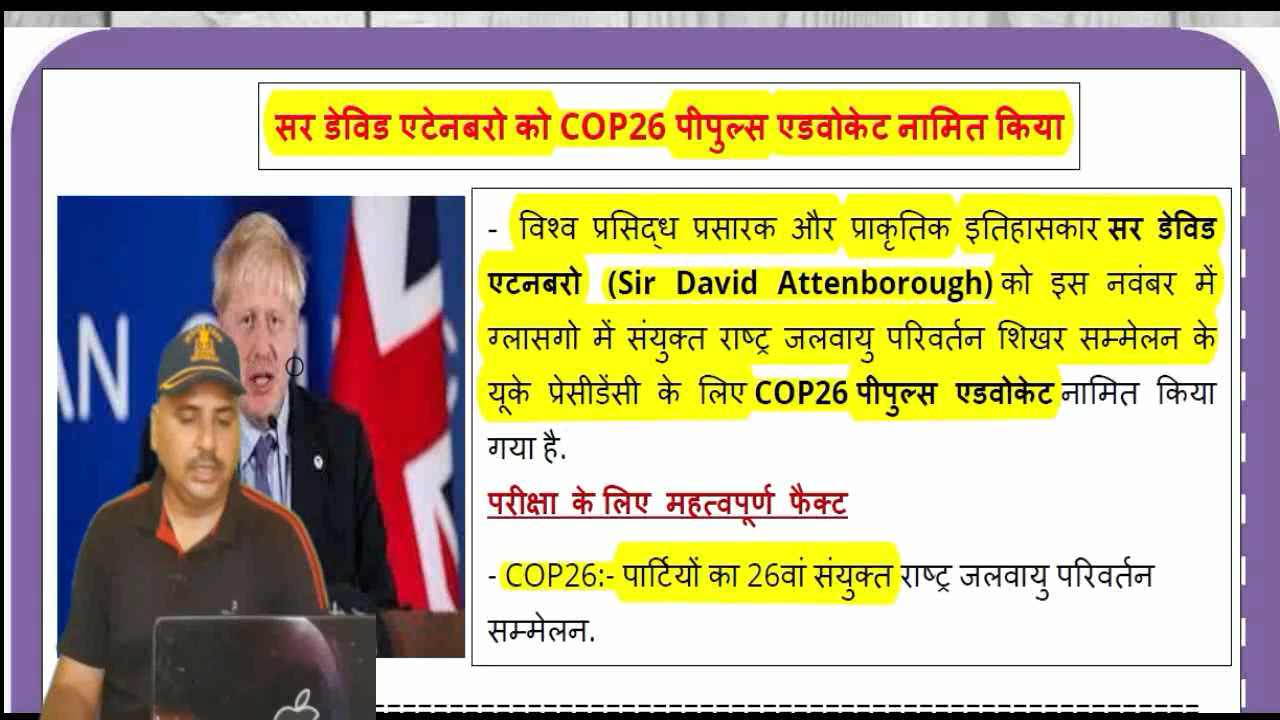 सर डेविड एटेनबरो को COP26 पीपुल्स एडवोकेट नामित किया
- विश्व प्रसिद्ध प्रसारक और प्राकृतिक इतिहासकार सर डेविड
एटनबरो (Sir David Attenborough) को इस नवंबर में
ग्लासगो में संयुक्त राष्ट्र जलवायु परिवर्तन शिखर सम्मेलन के
यूके प्रेसीडेंसी के लिए COP26 पीपुल्स एडवोकेट नामित किया
गया है.
परीक्षा के लिए महत्वपूर्ण फैक्ट
- COP26:- पार्टियों का 26वां संयुक्त राष्ट्र जलवायु परिवर्तन
सम्मेलन.
AN